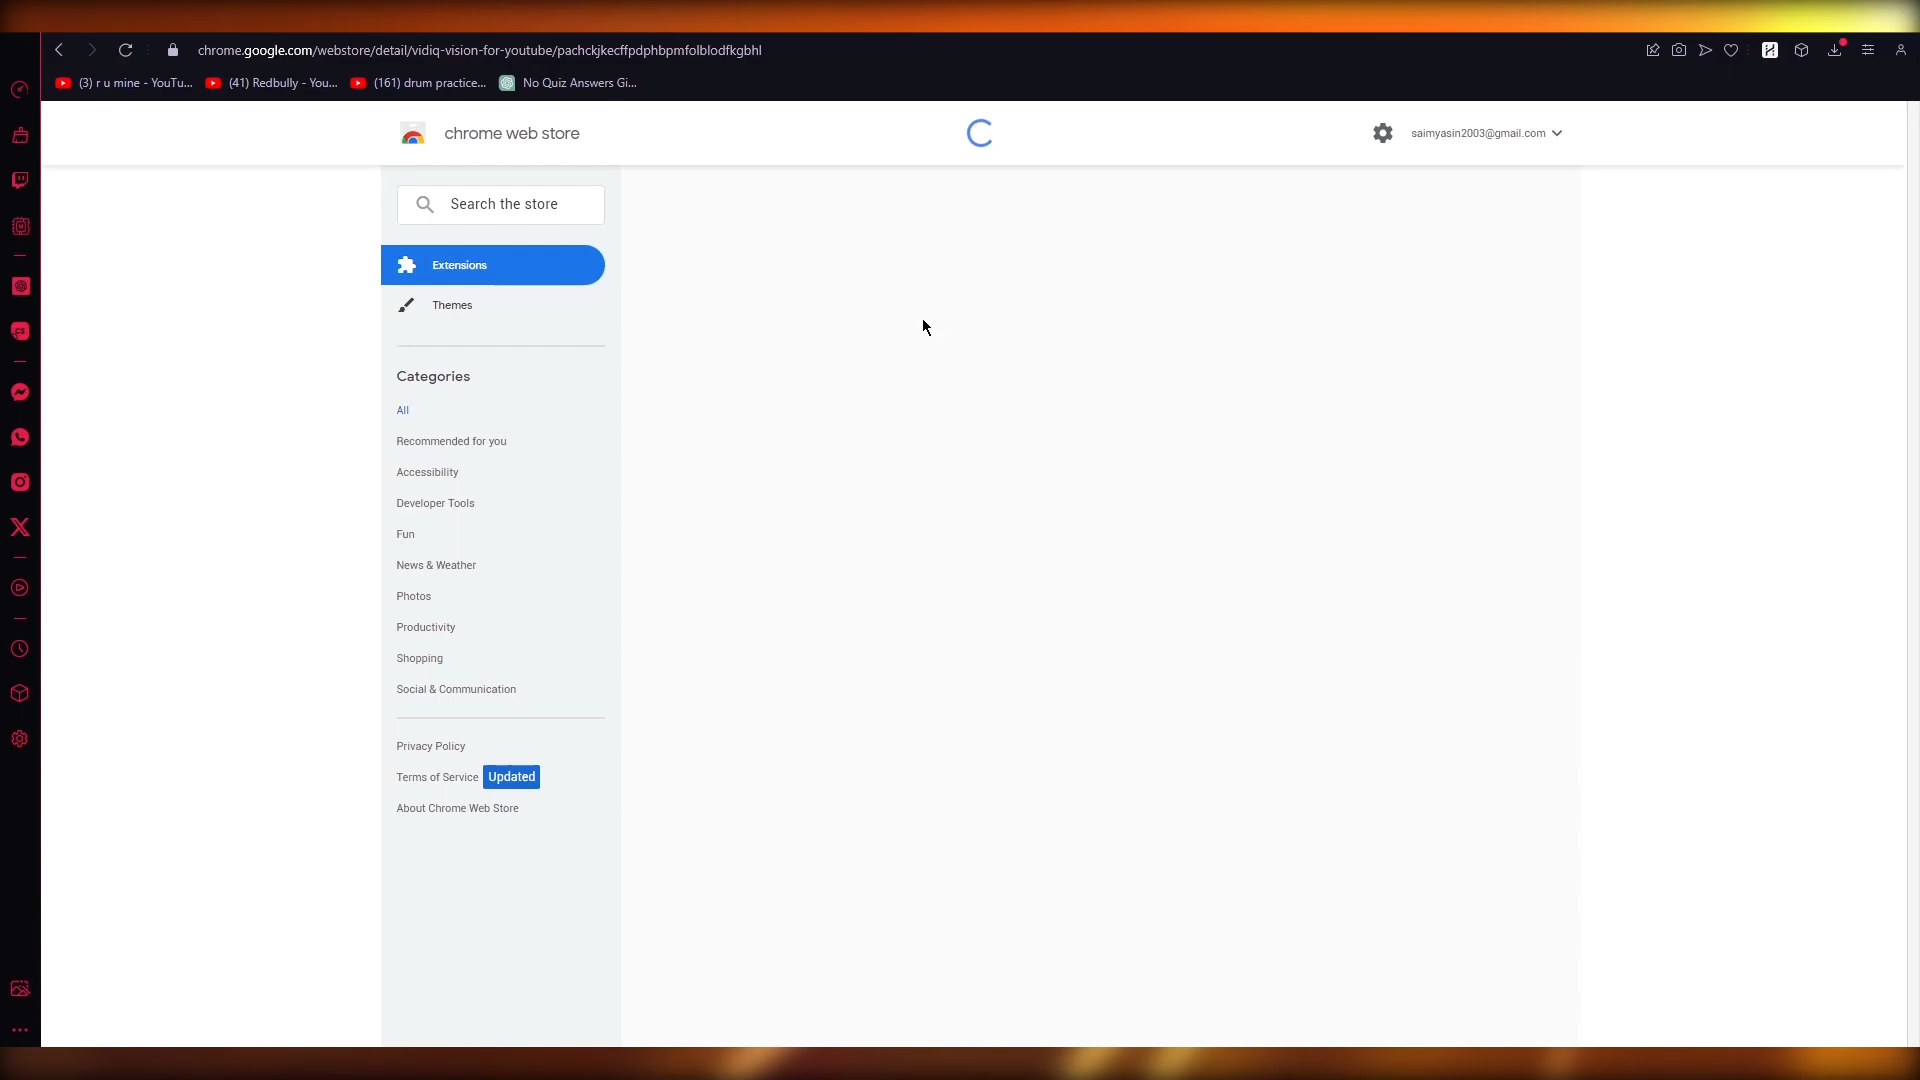 chrome.google.com/webstore/detail/vidiq-vision-for-youtube/pachckjkecffpdphbpmfolblodfkgbhl
(3) r u mine - YouTu...
(41) Redbully - You...
(161) drum practice...
No Quiz Answers Gi...
chrome web store
saimyasin2003@gmail.com
Search the store
Extensions
Themes
Categories
All
Recommended for you
Accessibility
Developer Tools
Fun
News & Weather
Photos
Productivity
Shopping
Social & Communication
Privacy Policy
Terms of Service Updated
About Chrome Web Store